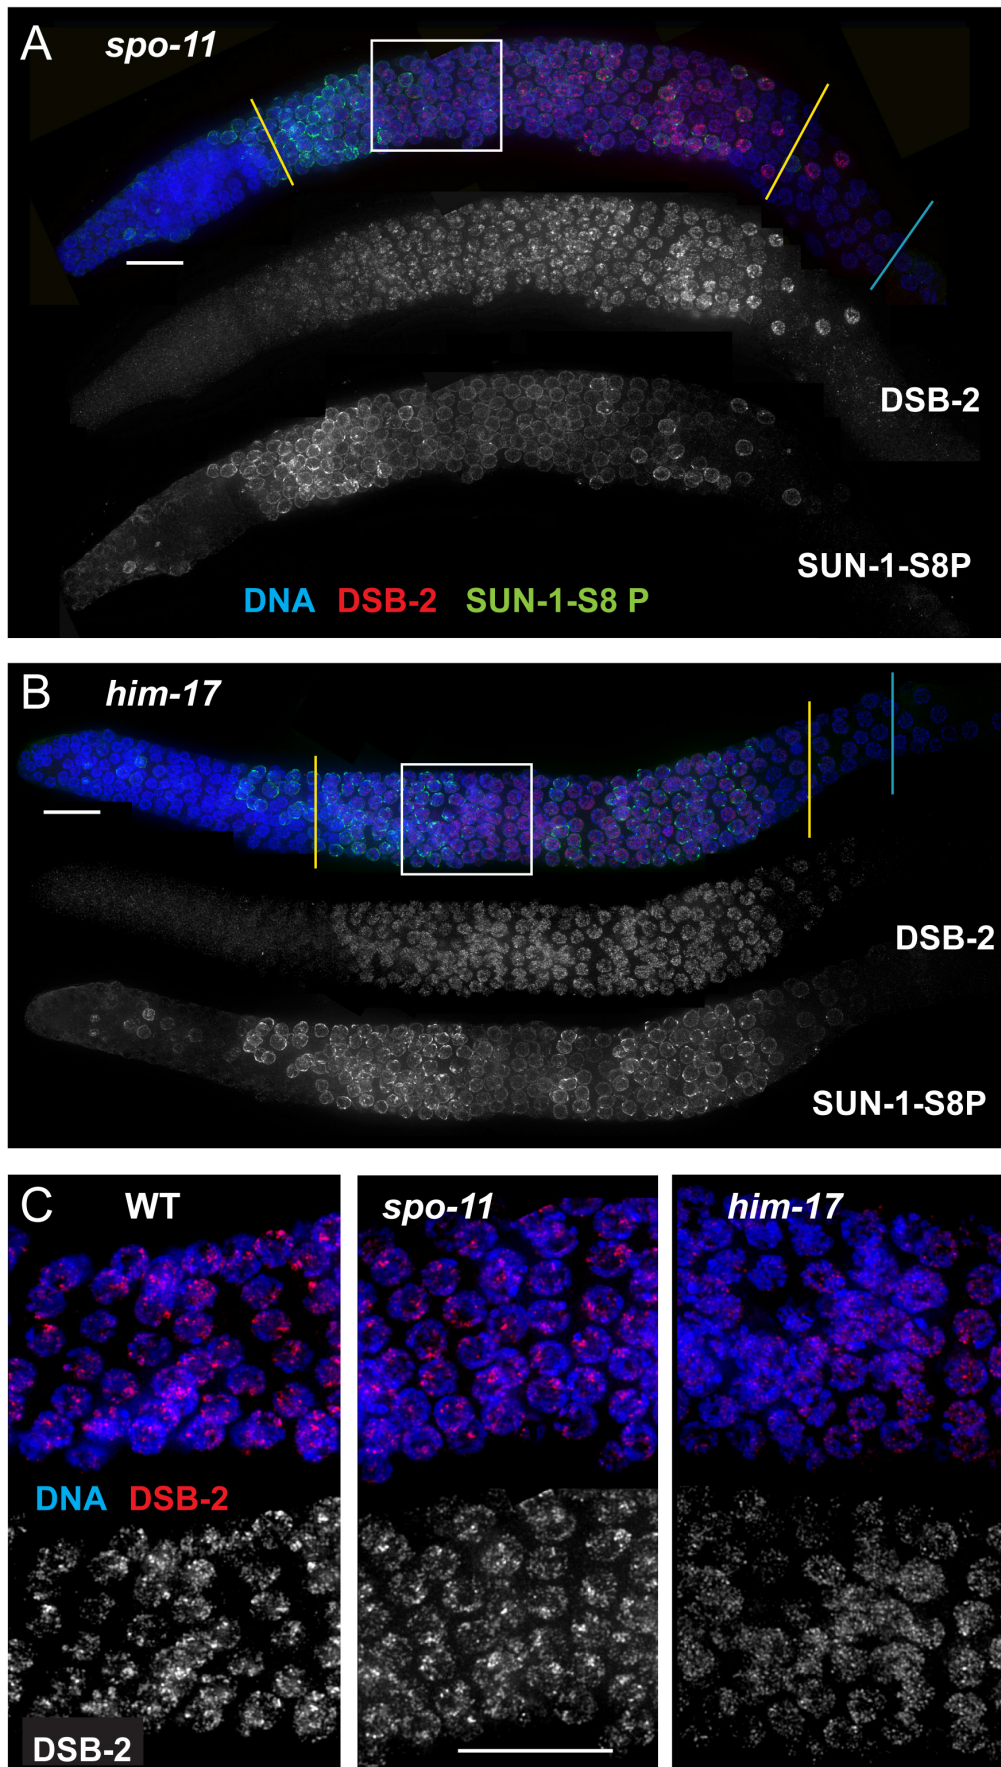 A spo-11
DSB-2
SUN-1-S8P
DNA DSB-2 SUN-1-S8 P
B him-17
DSB-2
SUN-1-S8P
C WT spo-11 him-17
DNA DSB-2
DSB-2